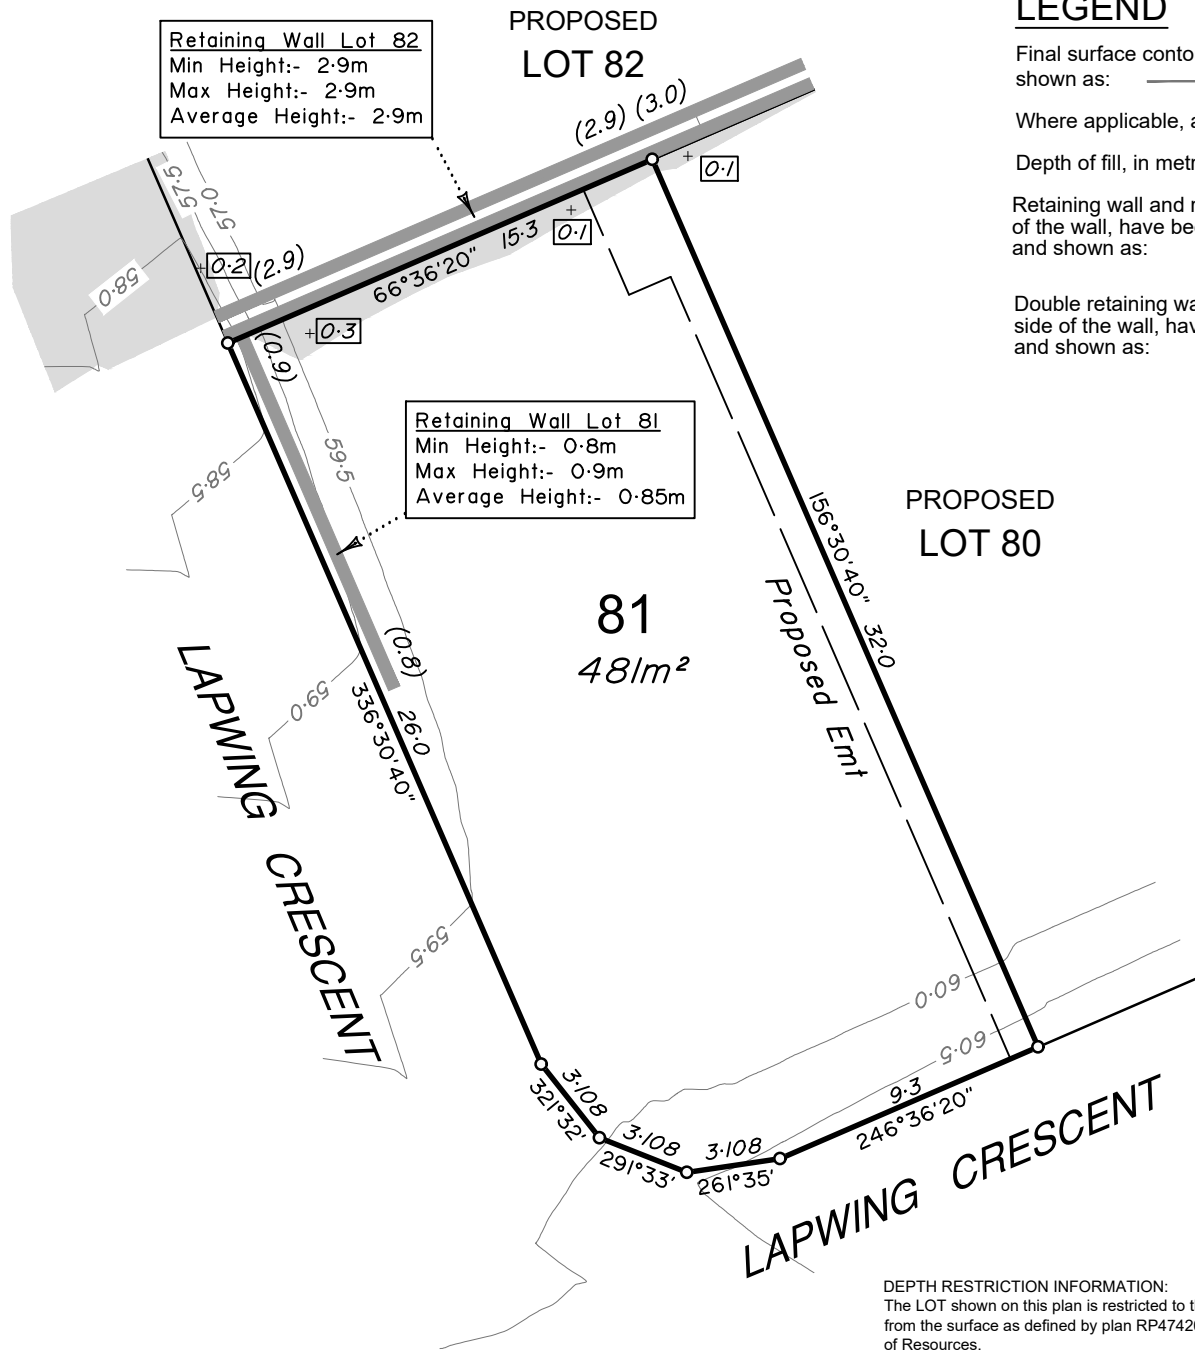 PROPOSED
LOT 82
LEGEND
Final surface conto
shown as:
Where applicable, a
Depth of fill, in metr
Retaining wall and r
of the wall, have be
and shown as:
Double retaining wa
side of the wall, hav
and shown as:
Retaining Wall Lot 82
Min Height:- 2·9m
Max Height:- 2·9m
Average Height:- 2·9m
(2.9) (3.0)
0·1
57·5
57·0
0·1
15·3
66°36'20"
0·2
(2.9)
58·0
0·3
(0.9)
Retaining Wall Lot 81
Min Height:- 0·8m
Max Height:- 0·9m
Average Height:- 0·85m
59·5
58·5
PROPOSED
LOT 80
156°30'40" 32·0
81
481m²
Proposed Emt
(0.8)
59·0
336°30'40"
26·0
LAPWING CRESCENT
59·5
60·0
60·5
3·108
321°32'
3·108
291°33'
3·108
261°35'
9·3
246°36'20"
LAPWING CRESCENT
DEPTH RESTRICTION INFORMATION:
The LOT shown on this plan is restricted to t
from the surface as defined by plan RP47420
of Resources.